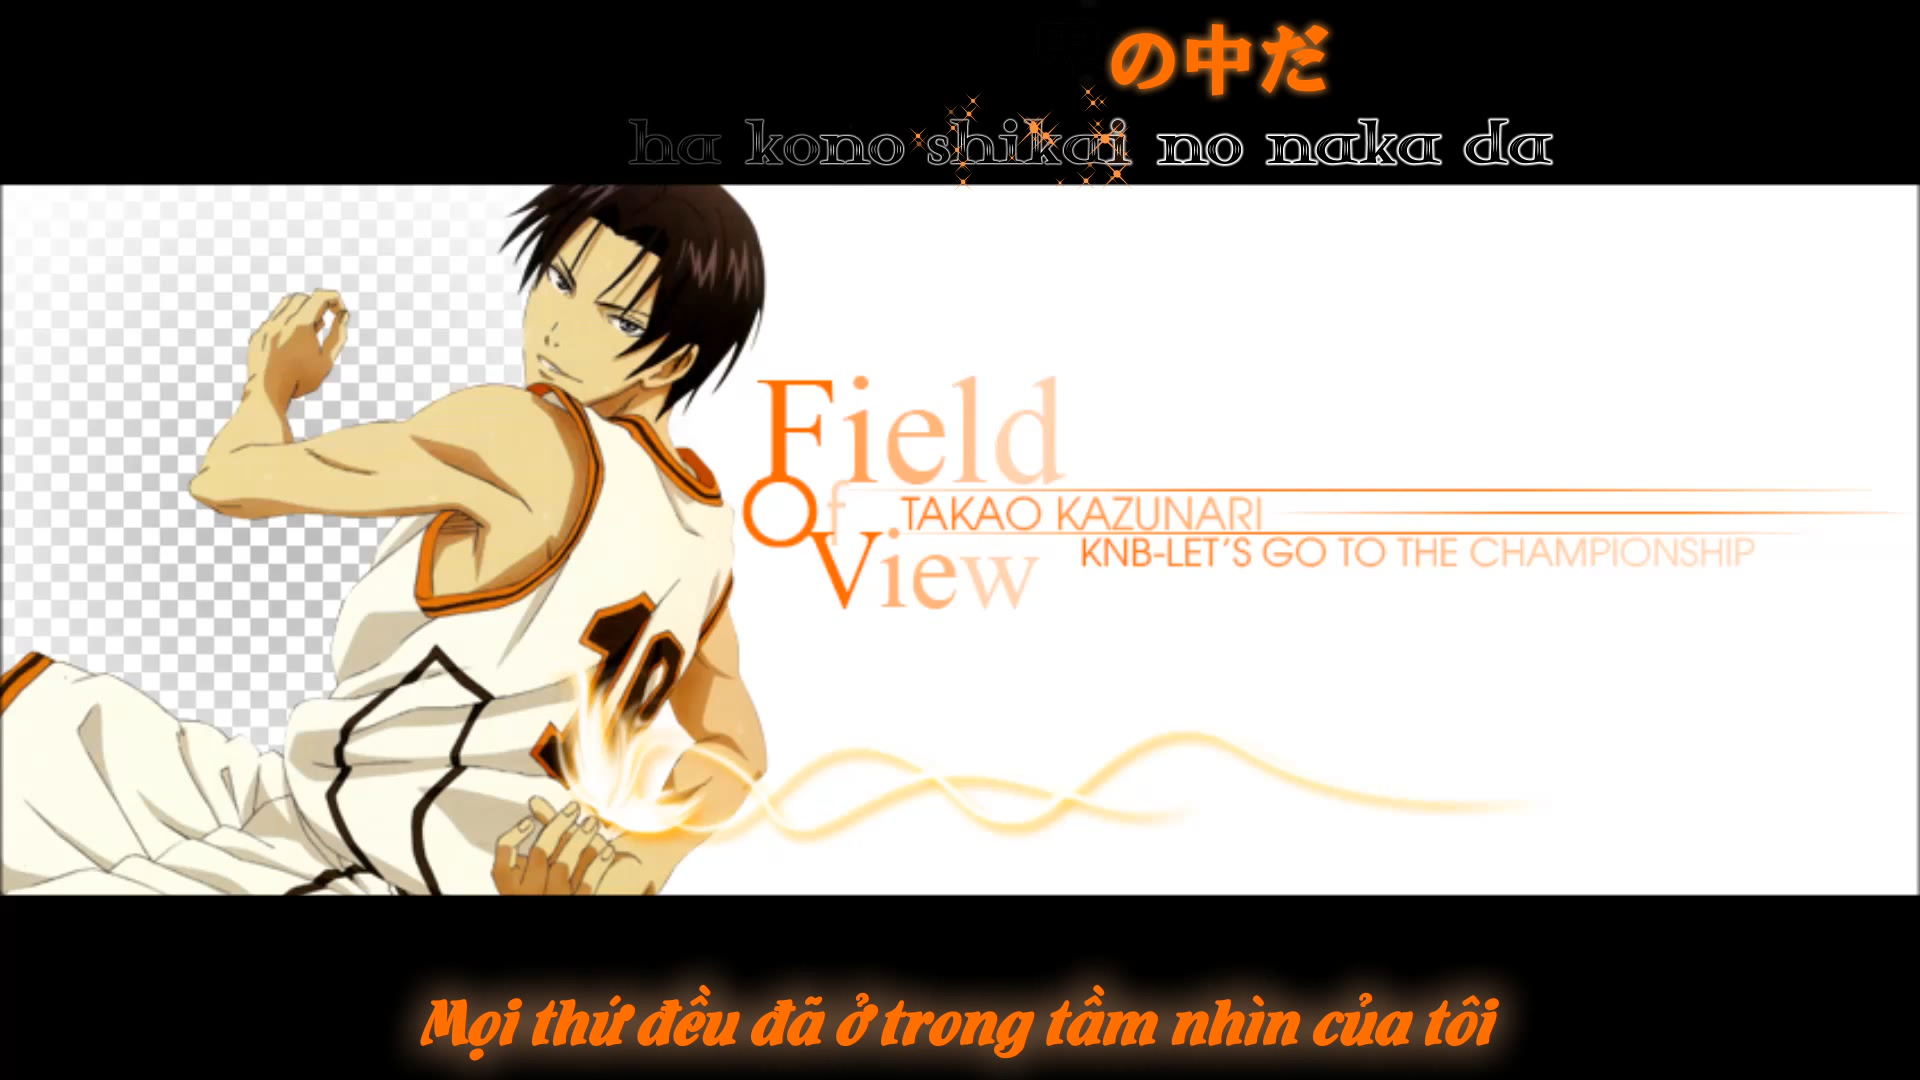 の中だ
ha kono shikai no naka da
Field
Of
TAKAO KAZUNARI
View
KNB-LET'S GO TO THE CHAMPIONSHIP
10
Mọi thứ đều đã ở trong tầm nhìn của tôi